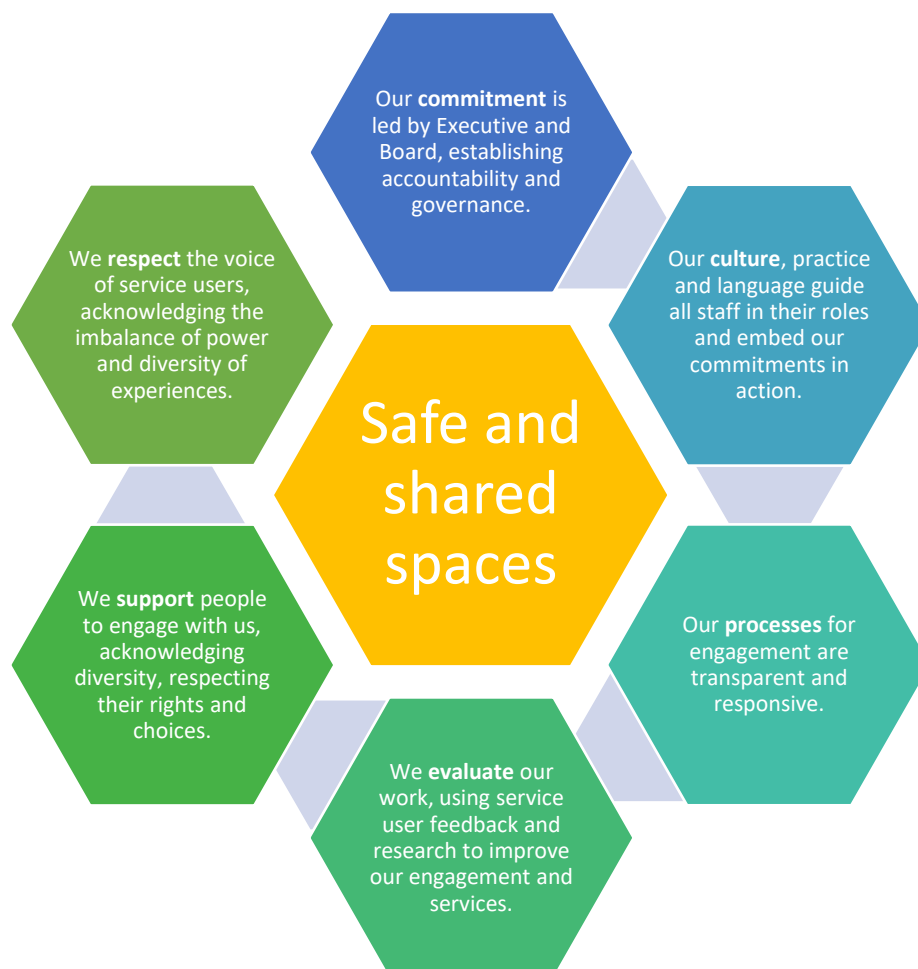 Our commitment is
led by Executive and
Board, establishing
accountability and
governance.
Our culture, practice
and language guide
all staff in their roles
and embed our
commitments in
action.
Our processes for
engagement are
transparent and
responsive.
We evaluate our
work, using service
user feedback and
research to improve
our engagement and
services.
We support people
to engage with us,
acknowledging
diversity, respecting
their rights and
choices.
We respect the voice
of service users,
acknowledging the
imbalance of power
and diversity of
experiences.
Safe and
shared
spaces